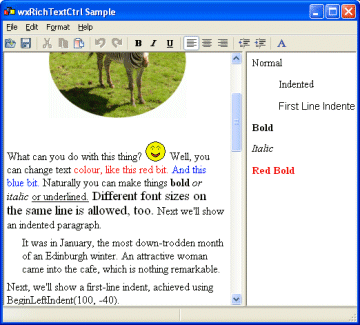 wxRichTextCtrl Sample
File Edit Format Help
B I U A
What can you do with this thing? Well, you
can change text colour, like this red bit. And this
blue bit. Naturally you can make things bold or
italic or underlined. Different font sizes on
the same line is allowed, too. Next we'll show
an indented paragraph.
It was in January, the most down-trodden month
of an Edinburgh winter. An attractive woman
came into the cafe, which is nothing remarkable.
Next, we'll show a first-line indent, achieved using
BeginLeftIndent(100, -40).
Normal
Indented
First Line Indente
Bold
Italic
Red Bold